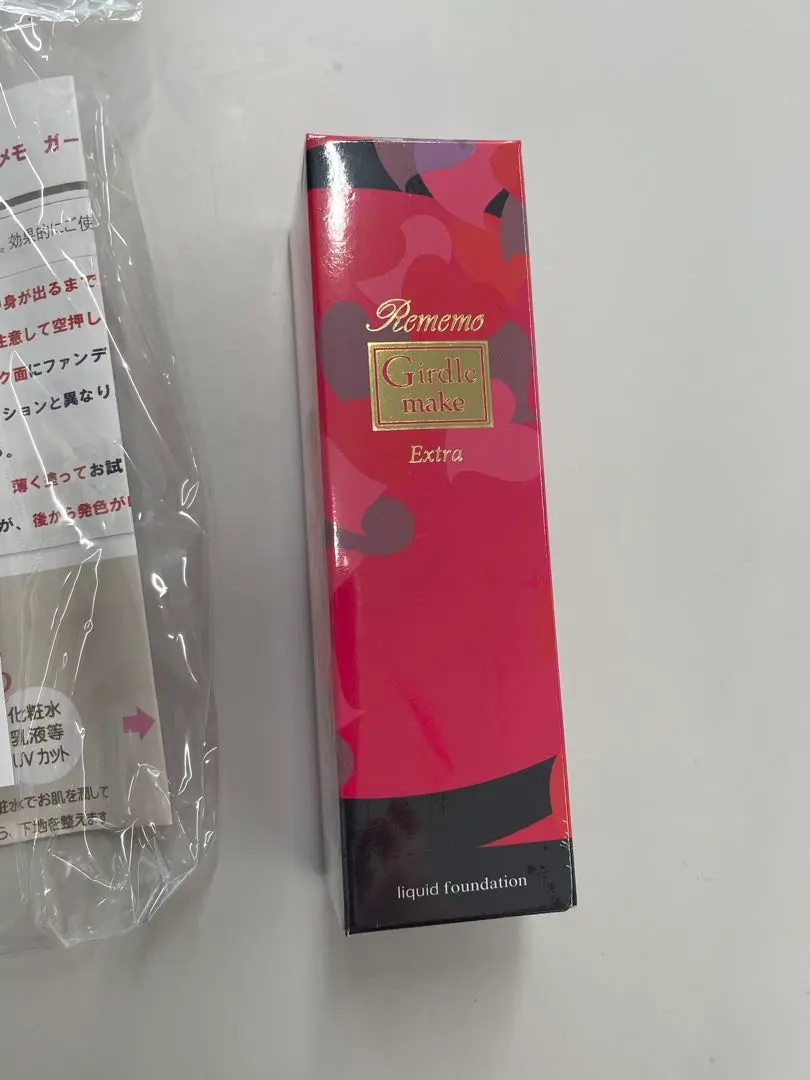 メモ ガー
。効果的にご使
身が出るまで
注意して空押し
ク面にファンデ
ションと異なり
。
薄く塗ってお試
が、後から発色が
化粧水
乳液等
UVカット
粧水でお肌を潤して
ら、下地を整えます
Rememo
Girdle
make
Extra
liquid foundation